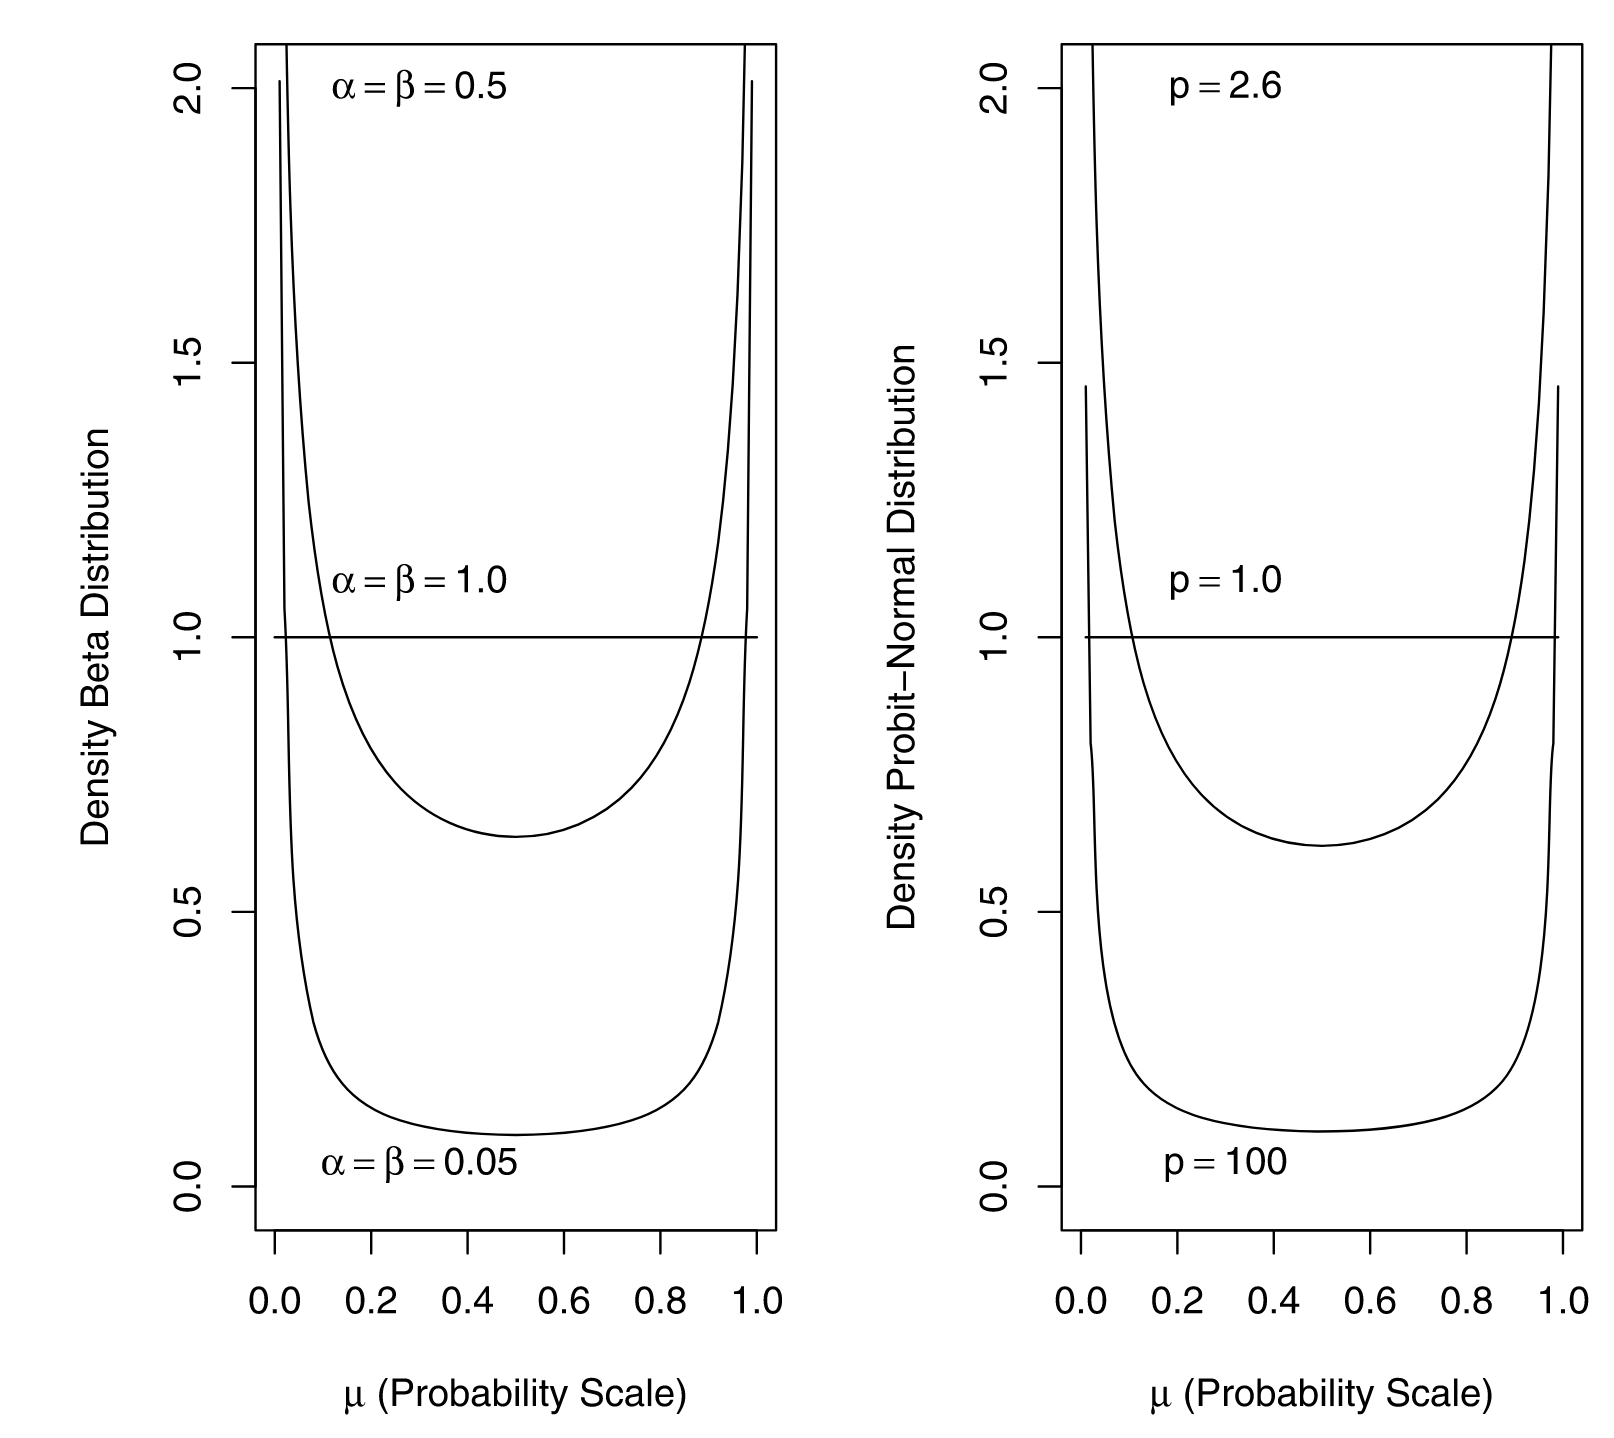 Density Beta Distribution
2.0
1.5
1.0
0.5
0.0
α = β = 0.5
α = β = 1.0
α = β = 0.05
0.0 0.2 0.4 0.6 0.8 1.0
μ (Probability Scale)
Density Probit−Normal Distribution
2.0
1.5
1.0
0.5
0.0
p = 2.6
p = 1.0
p = 100
0.0 0.2 0.4 0.6 0.8 1.0
μ (Probability Scale)